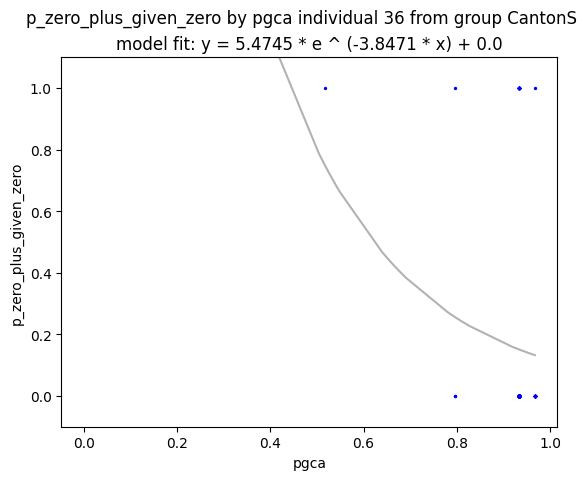 p_zero_plus_given_zero by pgca individual 36 from group CantonS
model fit: y = 5.4745 * e ^ (-3.8471 * x) + 0.0
1.0
0.8
0.6
0.4
0.2
0.0
p_zero_plus_given_zero
0.0 0.2 0.4 0.6 0.8 1.0
pgca